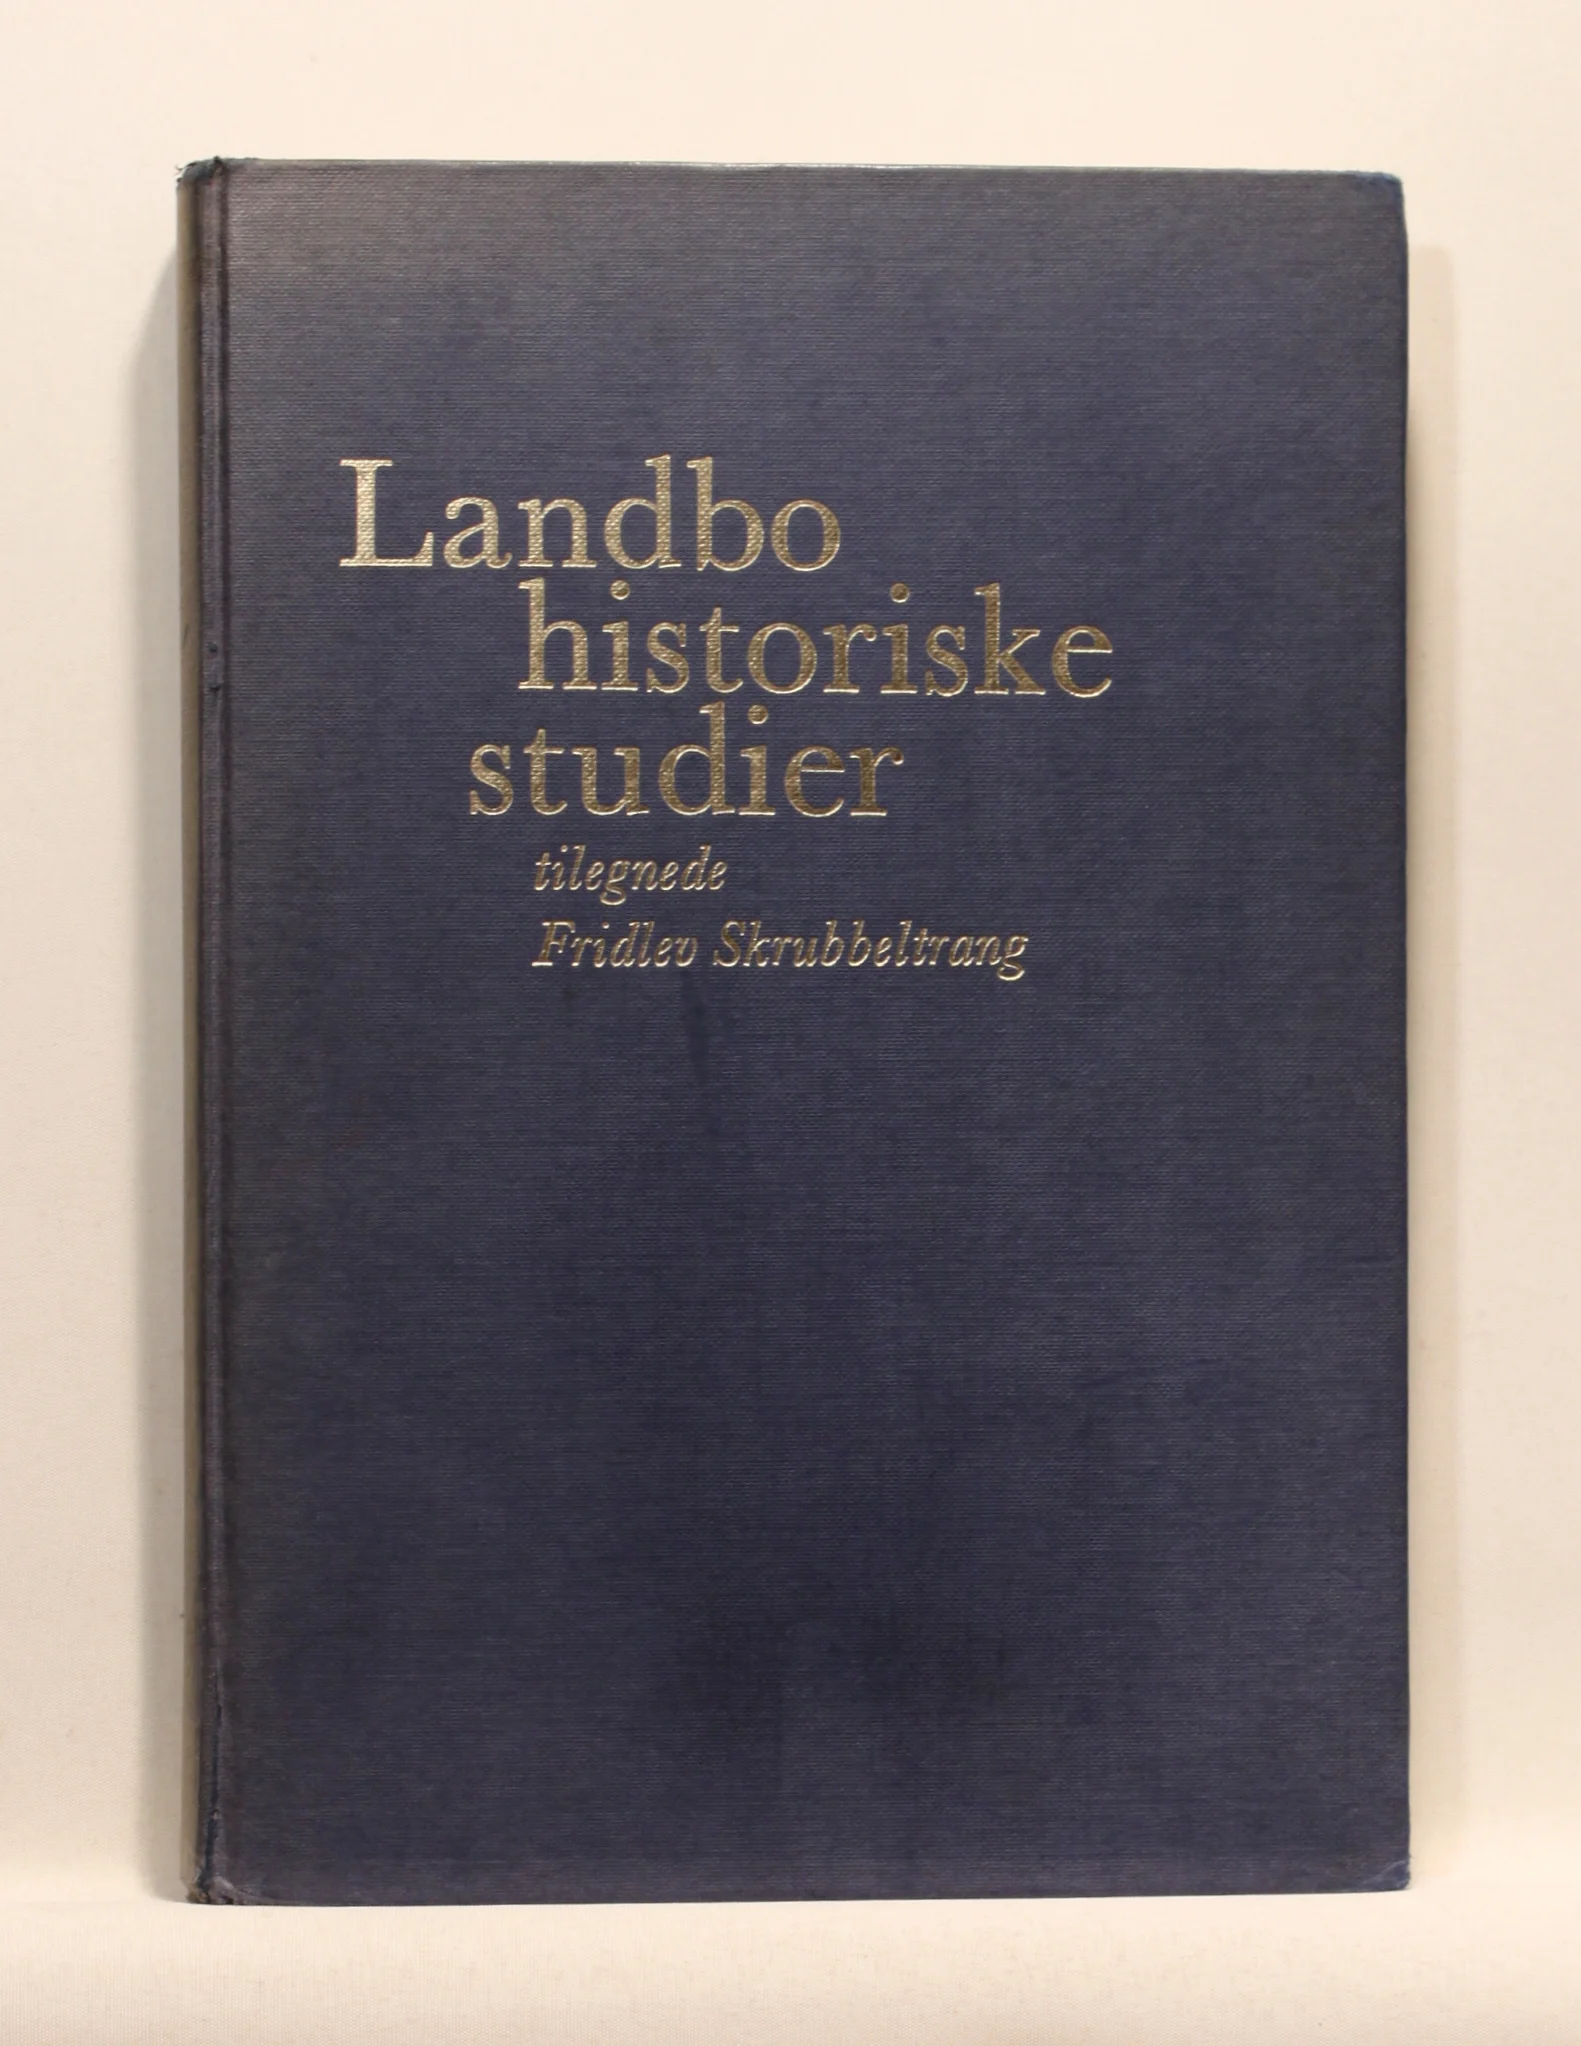 Landbo
historiske
studier
tilegnede
Fridlev Skrubbeltrang